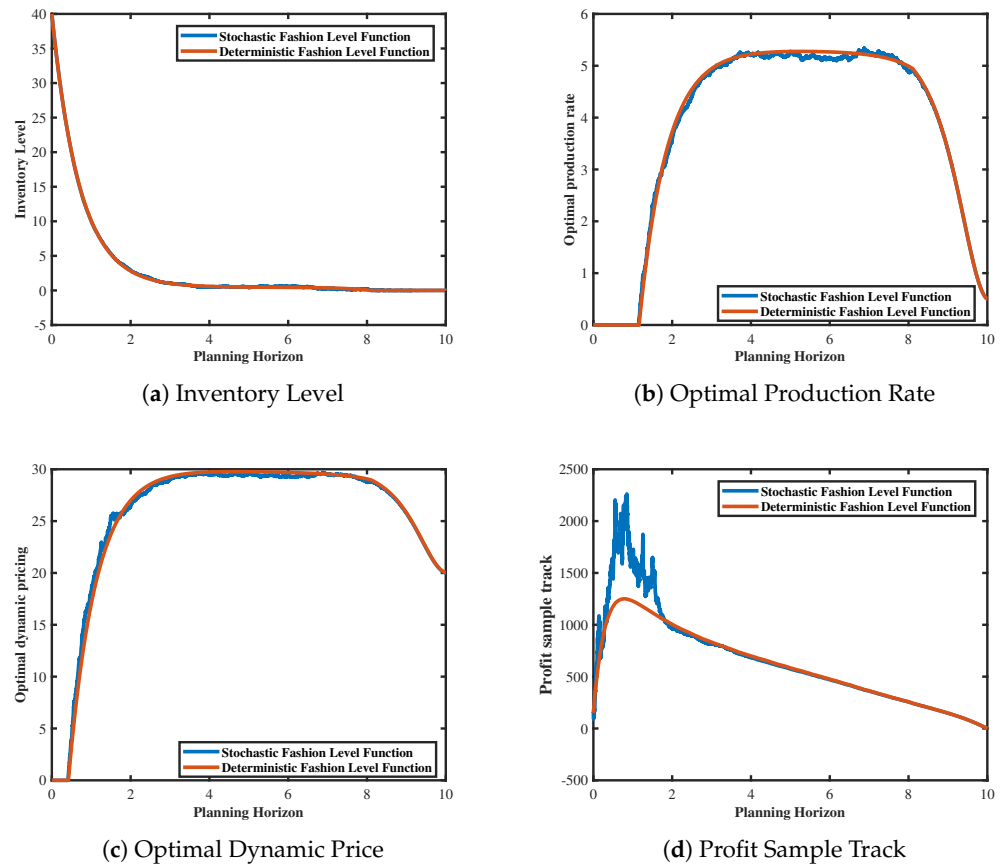 40
35
30
25
20
15
10
5
0
-5
Inventory Level
Stochastic Fashion Level Function
Deterministic Fashion Level Function
0 2 4 6 8 10
Planning Horizon
(a) Inventory Level
6
5
4
3
2
1
0
Optimal production rate
Stochastic Fashion Level Function
Deterministic Fashion Level Function
0 2 4 6 8 10
Planning Horizon
(b) Optimal Production Rate
30
25
20
15
10
5
0
Optimal dynamic pricing
Stochastic Fashion Level Function
Deterministic Fashion Level Function
0 2 4 6 8 10
Planning Horizon
(c) Optimal Dynamic Price
2500
2000
1500
1000
500
0
-500
Profit sample track
Stochastic Fashion Level Function
Deterministic Fashion Level Function
0 2 4 6 8 10
Planning Horizon
(d) Profit Sample Track